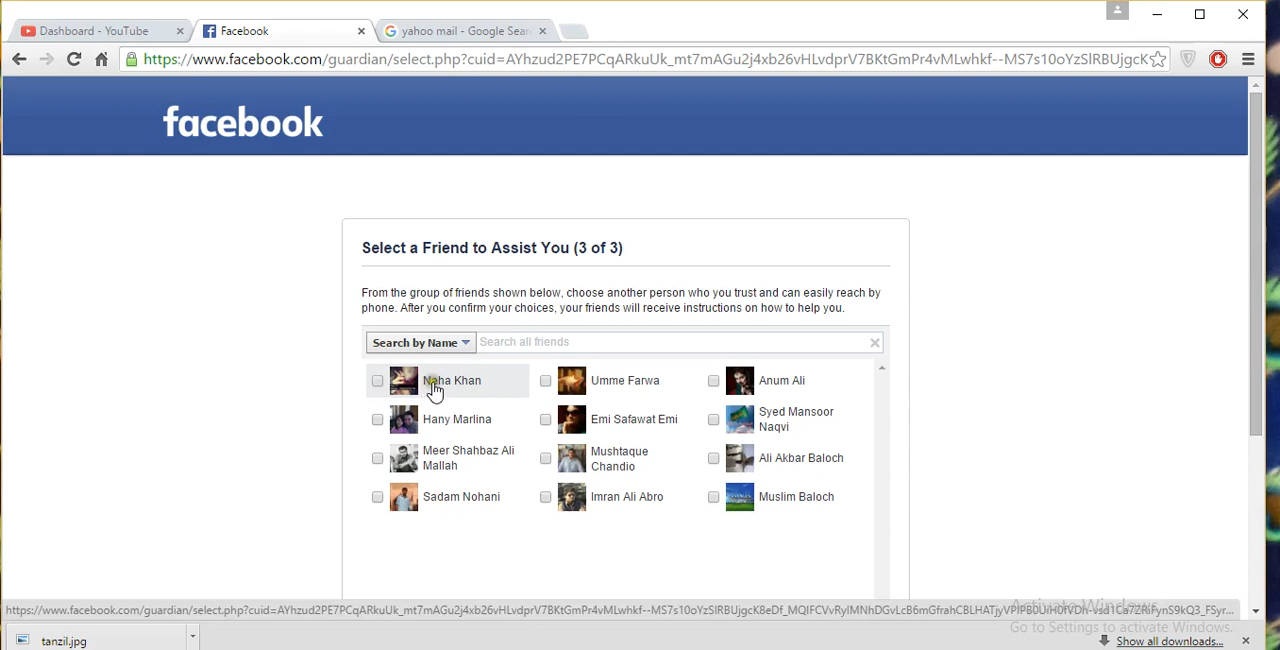 Dashboard - YouTube
Facebook
yahoo mail - Google Sear
https://www.facebook.com/guardian/select.php?cuid=AYhzud2PE7PCqARkuUk_mt7mAGu2j4xb26vHLvdprV7BKtGmPr4vMLwhkf--MS7s10oYzSlRBUjgcK
facebook
Select a Friend to Assist You (3 of 3)
From the group of friends shown below, choose another person who you trust and can easily reach by
phone. After you confirm your choices, your friends will receive instructions on how to help you.
Search by Name Search all friends
Naha Khan Umme Farwa Anum Ali
Hany Marlina Emi Safawat Emi Syed Mansoor Naqvi
Meer Shahbaz Ali Mallah Mushtaque Chandio Ali Akbar Baloch
Sadam Nohani Imran Ali Abro Muslim Baloch
Activate Windows
Go to Settings to activate Windows.
tanzil.jpg
Show all downloads...